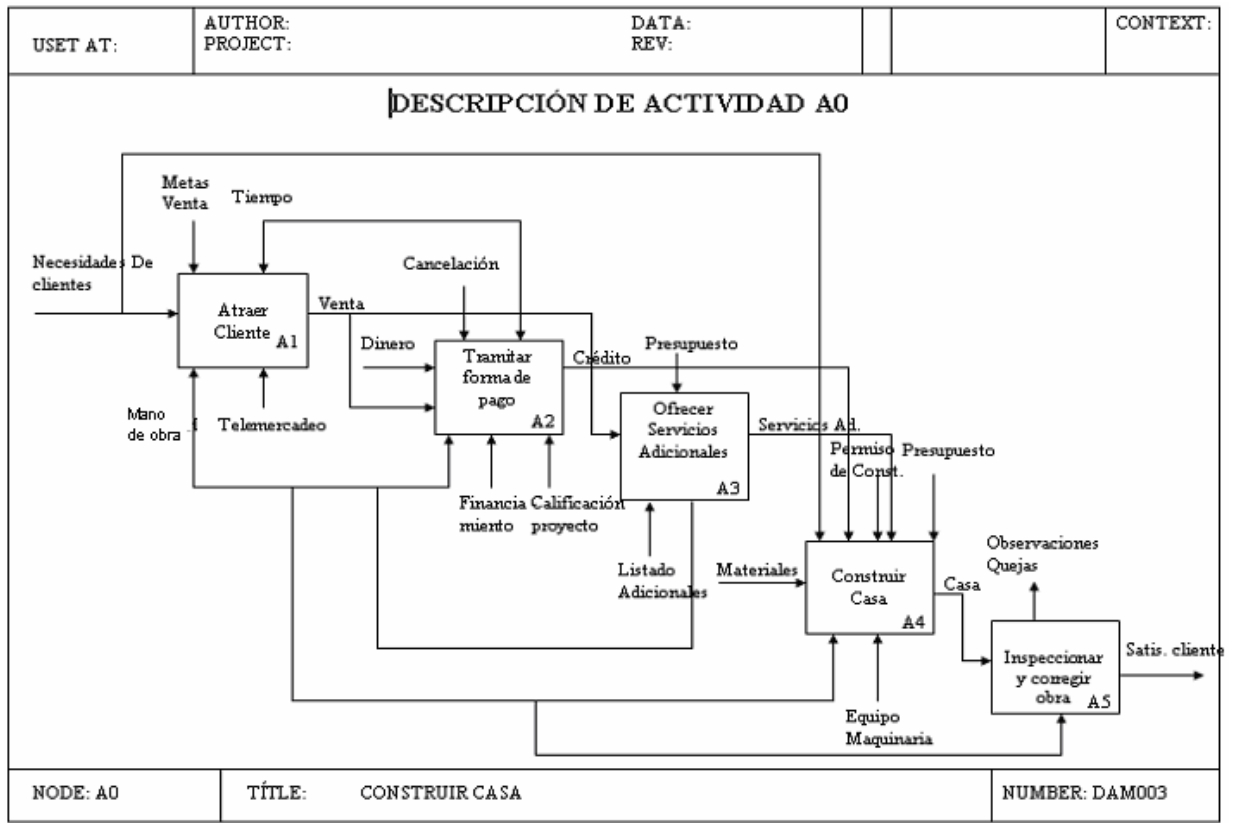 USET AT:
AUTHOR:
PROJECT:
DATA:
REV:
CONTEXT:
DESCRIPCIÓN DE ACTIVIDAD A0
Metas
Venta
Tiempo
Necesidades De
clientes
Cancelación
Atraer
Cliente
A1
Venta
Dinero
Tramitar
forma de
pago
A2
Crédito
Presupuesto
Mano
de obra
Telemercadeo
Ofrecer
Servicios
Adicionales
A3
Servicios Ad.
Permiso
de Const.
Presupuesto
Financia
miento
Calificación
proyecto
Listado
Adicionales
Materiales
Construir
Casa
A4
Casa
Observaciones
Quejas
Inspeccionar
y corregir
obra
A5
Satis. cliente
Equipo
Maquinaria
NODE: A0
TÍTLE:
CONSTRUIR CASA
NUMBER: DAM003